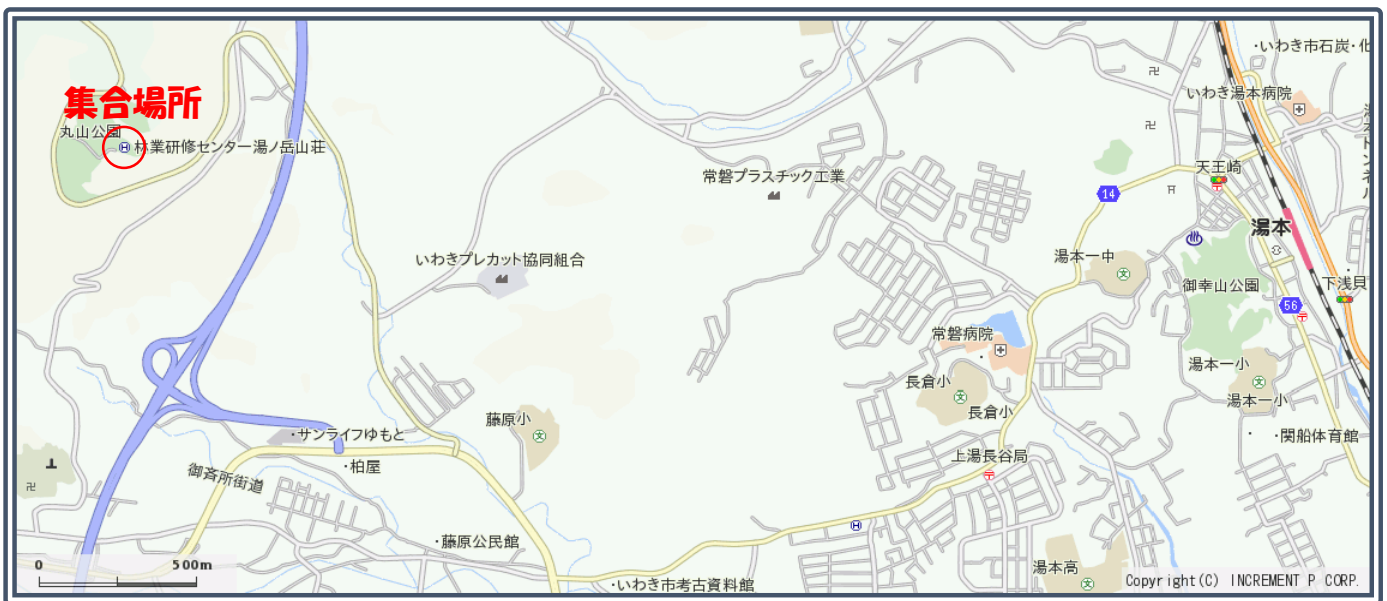 集合場所
丸山公園
林業研修センター湯ノ岳山荘
・いわき市石炭・化
いわき湯本病院
湯本トンネル
天王崎
常磐プラスチック工業
14
湯本
湯本一中
いわきプレカット協同組合
御幸山公園
下浅貝
56
常磐病院
湯本一小
長倉小
長倉小
湯本一小
藤原小
・サンライフゆもと
・関船体育館
上湯長谷局
・柏屋
御斉所街道
・藤原公民館
湯本高
・いわき市考古資料館
0 500m
Copyright(C) INCREMENT P CORP.